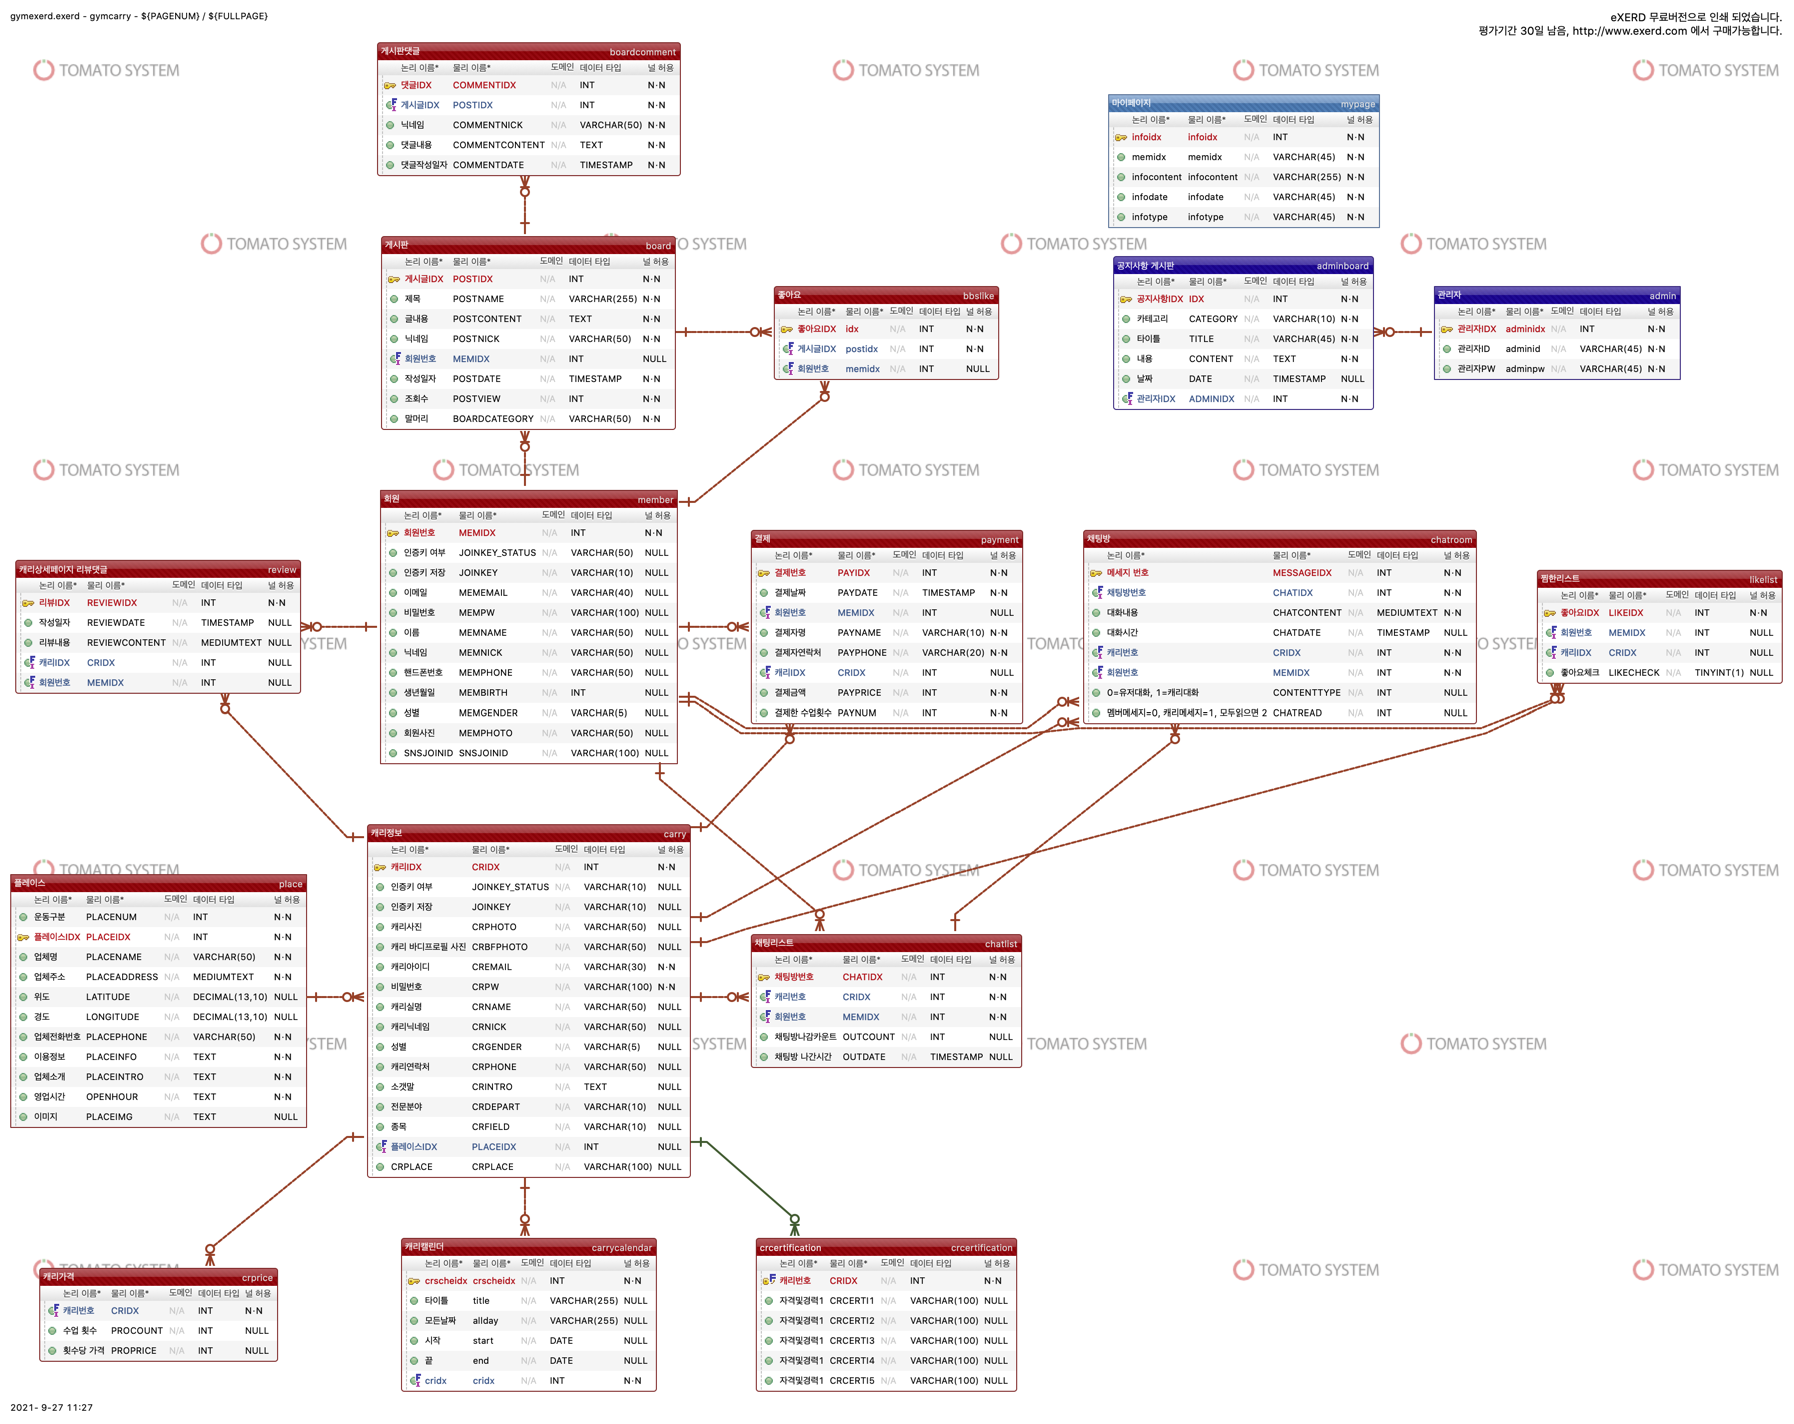 gymexerd.exerd - gymcarry - ${PAGENUM} / ${FULLPAGE}
eXERD 무료버전으로 인쇄 되었습니다.
평가기간 30일 남음, http://www.exerd.com 에서 구매가능합니다.
게시판댓글 boardcomment
논리 이름* 물리 이름* 도메인 데이터 타입 널 허용
댓글IDX COMMENTIDX N/A INT N·N
게시글IDX POSTIDX N/A INT N·N
닉네임 COMMENTNICK N/A VARCHAR(50) N·N
댓글내용 COMMENTCONTENT N/A TEXT N·N
댓글작성일자 COMMENTDATE N/A TIMESTAMP N·N
TOMATO SYSTEM
TOMATO SYSTEM
TOMATO SYSTEM
TOMATO SYSTEM
마이페이지 mypage
논리 이름* 물리 이름* 도메인 데이터 타입 널 허용
infoidx infoidx N/A INT N·N
memidx memidx N/A VARCHAR(45) N·N
infocontent infocontent N/A VARCHAR(255) N·N
infodate infodate N/A VARCHAR(45) N·N
infotype infotype N/A VARCHAR(45) N·N
TOMATO SYSTEM
O SYSTEM
TOMATO SYSTEM
TOMATO SYSTEM
게시판 board
논리 이름* 물리 이름* 도메인 데이터 타입 널 허용
게시글IDX POSTIDX N/A INT N·N
제목 POSTNAME N/A VARCHAR(255) N·N
글내용 POSTCONTENT N/A TEXT N·N
닉네임 POSTNICK N/A VARCHAR(50) N·N
회원번호 MEMIDX N/A INT NULL
작성일자 POSTDATE N/A TIMESTAMP N·N
조회수 POSTVIEW N/A INT N·N
말머리 BOARDCATEGORY N/A VARCHAR(50) N·N
좋아요 bbslike
논리 이름* 물리 이름* 도메인 데이터 타입 널 허용
좋아요IDX idx N/A INT N·N
게시글IDX postidx N/A INT N·N
회원번호 memidx N/A INT NULL
공지사항 게시판 adminboard
논리 이름* 물리 이름* 도메인 데이터 타입 널 허용
공지사항IDX IDX N/A INT N·N
카테고리 CATEGORY N/A VARCHAR(10) N·N
타이틀 TITLE N/A VARCHAR(45) N·N
내용 CONTENT N/A TEXT N·N
날짜 DATE N/A TIMESTAMP NULL
관리자IDX ADMINIDX N/A INT N·N
관리자 admin
논리 이름* 물리 이름* 도메인 데이터 타입 널 허용
관리자IDX adminidx N/A INT N·N
관리자ID adminid N/A VARCHAR(45) N·N
관리자PW adminpw N/A VARCHAR(45) N·N
TOMATO SYSTEM
TOMATO SYSTEM
TOMATO SYSTEM
TOMATO SYSTEM
TOMATO SYSTEM
회원 member
논리 이름* 물리 이름* 도메인 데이터 타입 널 허용
회원번호 MEMIDX N/A INT N·N
인증키 여부 JOINKEY_STATUS N/A VARCHAR(50) NULL
인증키 저장 JOINKEY N/A VARCHAR(10) NULL
이메일 MEMEMAIL N/A VARCHAR(40) NULL
비밀번호 MEMPW N/A VARCHAR(100) NULL
이름 MEMNAME N/A VARCHAR(50) NULL
닉네임 MEMNICK N/A VARCHAR(50) NULL
핸드폰번호 MEMPHONE N/A VARCHAR(50) NULL
생년월일 MEMBIRTH N/A INT NULL
성별 MEMGENDER N/A VARCHAR(5) NULL
회원사진 MEMPHOTO N/A VARCHAR(50) NULL
SNSJOINID SNSJOINID N/A VARCHAR(100) NULL
캐리상세페이지 리뷰댓글 review
논리 이름* 물리 이름* 도메인 데이터 타입 널 허용
리뷰IDX REVIEWIDX N/A INT N·N
작성일자 REVIEWDATE N/A TIMESTAMP NULL
리뷰내용 REVIEWCONTENT N/A MEDIUMTEXT NULL
캐리IDX CRIDX N/A INT NULL
회원번호 MEMIDX N/A INT NULL
결제 payment
논리 이름* 물리 이름* 도메인 데이터 타입 널 허용
결제번호 PAYIDX N/A INT N·N
결제날짜 PAYDATE N/A TIMESTAMP N·N
회원번호 MEMIDX N/A INT NULL
결제자명 PAYNAME N/A VARCHAR(10) N·N
결제자연락처 PAYPHONE N/A VARCHAR(20) N·N
캐리IDX CRIDX N/A INT NULL
결제금액 PAYPRICE N/A INT N·N
결제한 수업횟수 PAYNUM N/A INT N·N
채팅방 chatroom
논리 이름* 물리 이름* 도메인 데이터 타입 널 허용
메세지 번호 MESSAGEIDX N/A INT N·N
채팅방번호 CHATIDX N/A INT N·N
대화내용 CHATCONTENT N/A MEDIUMTEXT N·N
대화시간 CHATDATE N/A TIMESTAMP NULL
캐리번호 CRIDX N/A INT N·N
회원번호 MEMIDX N/A INT N·N
0=유저대화, 1=캐리대화 CONTENTTYPE N/A INT NULL
멤버메세지=0, 캐리메세지=1, 모두읽으면 2 CHATREAD N/A INT NULL
찜한리스트 likelist
논리 이름* 물리 이름* 도메인 데이터 타입 널 허용
좋아요IDX LIKEIDX N/A INT N·N
회원번호 MEMIDX N/A INT NULL
캐리IDX CRIDX N/A INT NULL
좋아요체크 LIKECHECK N/A TINYINT(1) NULL
STEM
TOMAT
SYSTE
캐리정보 carry
논리 이름* 물리 이름* 도메인 데이터 타입 널 허용
캐리IDX CRIDX N/A INT N·N
인증키 여부 JOINKEY_STATUS N/A VARCHAR(10) NULL
인증키 저장 JOINKEY N/A VARCHAR(10) NULL
캐리사진 CRPHOTO N/A VARCHAR(50) NULL
캐리 바디프로필 사진 CRBFPHOTO N/A VARCHAR(50) NULL
캐리아이디 CREMAIL N/A VARCHAR(30) N·N
비밀번호 CRPW N/A VARCHAR(100) N·N
캐리실명 CRNAME N/A VARCHAR(50) NULL
캐리닉네임 CRNICK N/A VARCHAR(50) NULL
성별 CRGENDER N/A VARCHAR(5) NULL
캐리연락처 CRPHONE N/A VARCHAR(50) NULL
소갯말 CRINTRO N/A TEXT NULL
전문분야 CRDEPART N/A VARCHAR(10) NULL
종목 CRFIELD N/A VARCHAR(10) NULL
플레이스IDX PLACEIDX N/A INT NULL
CRPLACE CRPLACE N/A VARCHAR(100) NULL
TOMATO SYSTEM
TOMATO SYSTEM
TOMATO SYSTEM
TOMATO SYSTEM
플레이스 place
논리 이름* 물리 이름* 도메인 데이터 타입 널 허용
운동구분 PLACENUM N/A INT N·N
플레이스IDX PLACEIDX N/A INT N·N
업체명 PLACENAME N/A VARCHAR(50) N·N
업체주소 PLACEADDRESS N/A MEDIUMTEXT N·N
위도 LATITUDE N/A DECIMAL(13,10) NULL
경도 LONGITUDE N/A DECIMAL(13,10) NULL
업체전화번호 PLACEPHONE N/A VARCHAR(50) N·N
이용정보 PLACEINFO N/A TEXT N·N
업체소개 PLACEINTRO N/A TEXT N·N
영업시간 OPENHOUR N/A TEXT N·N
이미지 PLACEIMG N/A TEXT NULL
채팅리스트 chatlist
논리 이름* 물리 이름* 도메인 데이터 타입 널 허용
채팅방번호 CHATIDX N/A INT N·N
캐리번호 CRIDX N/A INT N·N
회원번호 MEMIDX N/A INT N·N
채팅방나감카운트 OUTCOUNT N/A INT NULL
채팅방 나간시간 OUTDATE N/A TIMESTAMP NULL
STEM
SYSTEM
TOMATO SYSTEM
TOMATO SYSTEM
캐리가격 crprice
논리 이름* 물리 이름* 도메인 데이터 타입 널 허용
캐리번호 CRIDX N/A INT N·N
수업 횟수 PROCOUNT N/A INT NULL
횟수당 가격 PROPRICE N/A INT NULL
캐리캘린더 carrycalendar
논리 이름* 물리 이름* 도메인 데이터 타입 널 허용
crscheidx crscheidx N/A INT N·N
타이틀 title N/A VARCHAR(255) NULL
모든날짜 allday N/A VARCHAR(255) NULL
시작 start N/A DATE NULL
끝 end N/A DATE NULL
cridx cridx N/A INT N·N
crcertification crcertification
논리 이름* 물리 이름* 도메인 데이터 타입 널 허용
캐리번호 CRIDX N/A INT N·N
자격및경력1 CRCERTI1 N/A VARCHAR(100) NULL
자격및경력1 CRCERTI2 N/A VARCHAR(100) NULL
자격및경력1 CRCERTI3 N/A VARCHAR(100) NULL
자격및경력1 CRCERTI4 N/A VARCHAR(100) NULL
자격및경력1 CRCERTI5 N/A VARCHAR(100) NULL
TOMATO SYSTEM
TOMATO SYSTEM
2021- 9-27 11:27